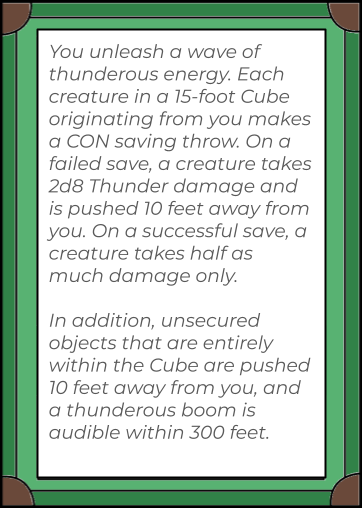 You unleash a wave of
thunderous energy. Each
creature in a 15-foot Cube
originating from you makes
a CON saving throw. On a
failed save, a creature takes
2d8 Thunder damage and
is pushed 10 feet away from
you. On a successful save, a
creature takes half as
much damage only.

In addition, unsecured
objects that are entirely
within the Cube are pushed
10 feet away from you, and
a thunderous boom is
audible within 300 feet.